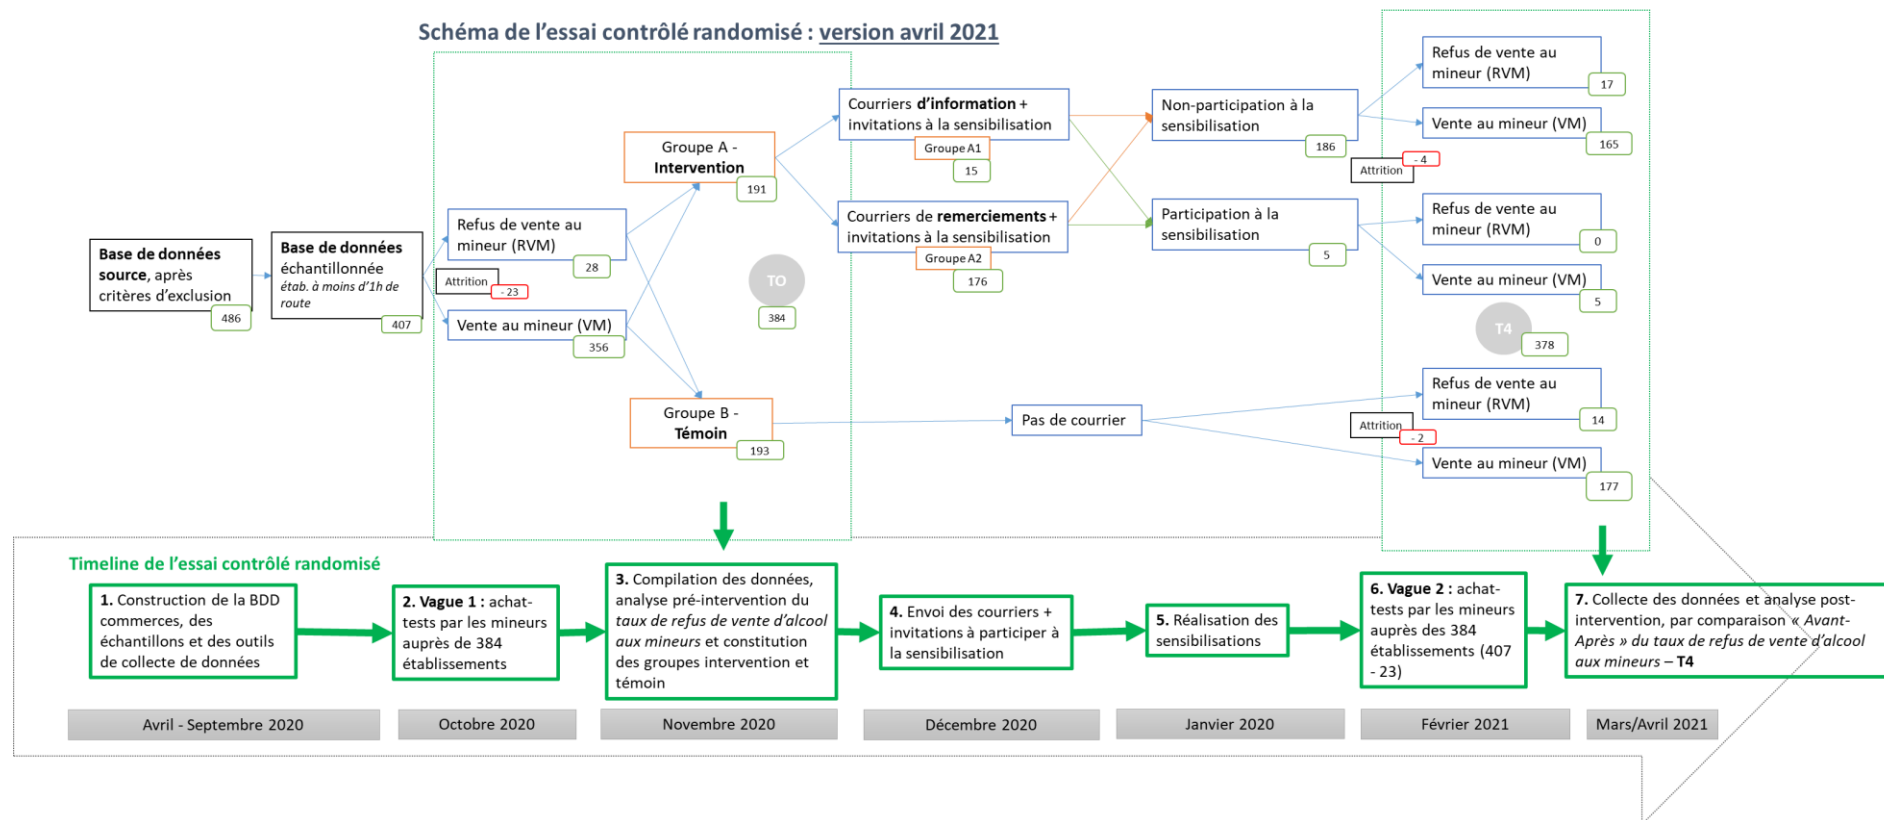 Schéma de l'essai contrôlé randomisé : version avril 2021
Base de données
source, après
critères d'exclusion
486
Base de données
échantillonnée
étab. à moins d'1h de
route
407
Attrition
- 23
Refus de vente au
mineur (RVM)
28
Vente au mineur (VM)
356
Groupe A -
Intervention
191
TO
384
Groupe B -
Témoin
193
Courriers d'information +
invitations à la sensibilisation
Groupe A1
15
Courriers de remerciements +
invitations à la sensibilisation
Groupe A2
176
Pas de courrier
Non-participation à la
sensibilisation
186
Participation à la
sensibilisation
5
Attrition
- 4
Refus de vente au
mineur (RVM)
17
Vente au mineur (VM)
165
Refus de vente au
mineur (RVM)
0
Vente au mineur (VM)
5
T4
378
Attrition
- 2
Refus de vente au
mineur (RVM)
14
Vente au mineur (VM)
177
Timeline de l'essai contrôlé randomisé
1. Construction de la BDD
commerces, des
échantillons et des outils
de collecte de données
2. Vague 1 : achat-
tests par les mineurs
auprès de 384
établissements
3. Compilation des données,
analyse pré-intervention du
taux de refus de vente d'alcool
aux mineurs et constitution
des groupes intervention et
témoin
4. Envoi des courriers +
invitations à participer à
la sensibilisation
5. Réalisation des
sensibilisations
6. Vague 2 : achat-
tests par les mineurs
auprès des 384
établissements (407
- 23)
7. Collecte des données et analyse post-
intervention, par comparaison « Avant-
Après » du taux de refus de vente d'alcool
aux mineurs – T4
Avril - Septembre 2020
Octobre 2020
Novembre 2020
Décembre 2020
Janvier 2020
Février 2021
Mars/Avril 2021